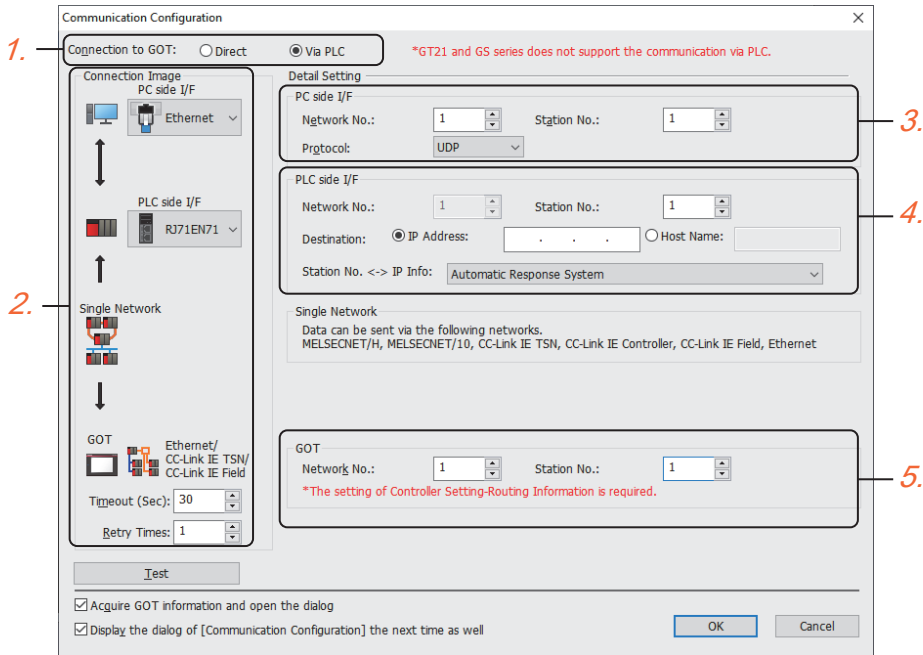 Communication Configuration
1.
Connection to GOT: Direct Via PLC *GT21 and GS series does not support the communication via PLC.
2.
Connection Image
PC side I/F
Ethernet
PLC side I/F
RJ71EN71
Single Network
GOT
Ethernet/
CC-Link IE TSN/
CC-Link IE Field
Timeout (Sec): 30
Retry Times: 1
Test
Detail Setting
3.
PC side I/F
Network No.: 1 Station No.: 1
Protocol: UDP
4.
PLC side I/F
Network No.: 1 Station No.: 1
Destination: IP Address: . . . Host Name:
Station No. <-> IP Info: Automatic Response System
Single Network
Data can be sent via the following networks.
MELSECNET/H, MELSECNET/10, CC-Link IE TSN, CC-Link IE Controller, CC-Link IE Field, Ethernet
5.
GOT
Network No.: 1 Station No.: 1
*The setting of Controller Setting-Routing Information is required.
Acquire GOT information and open the dialog
Display the dialog of [Communication Configuration] the next time as well
OK Cancel